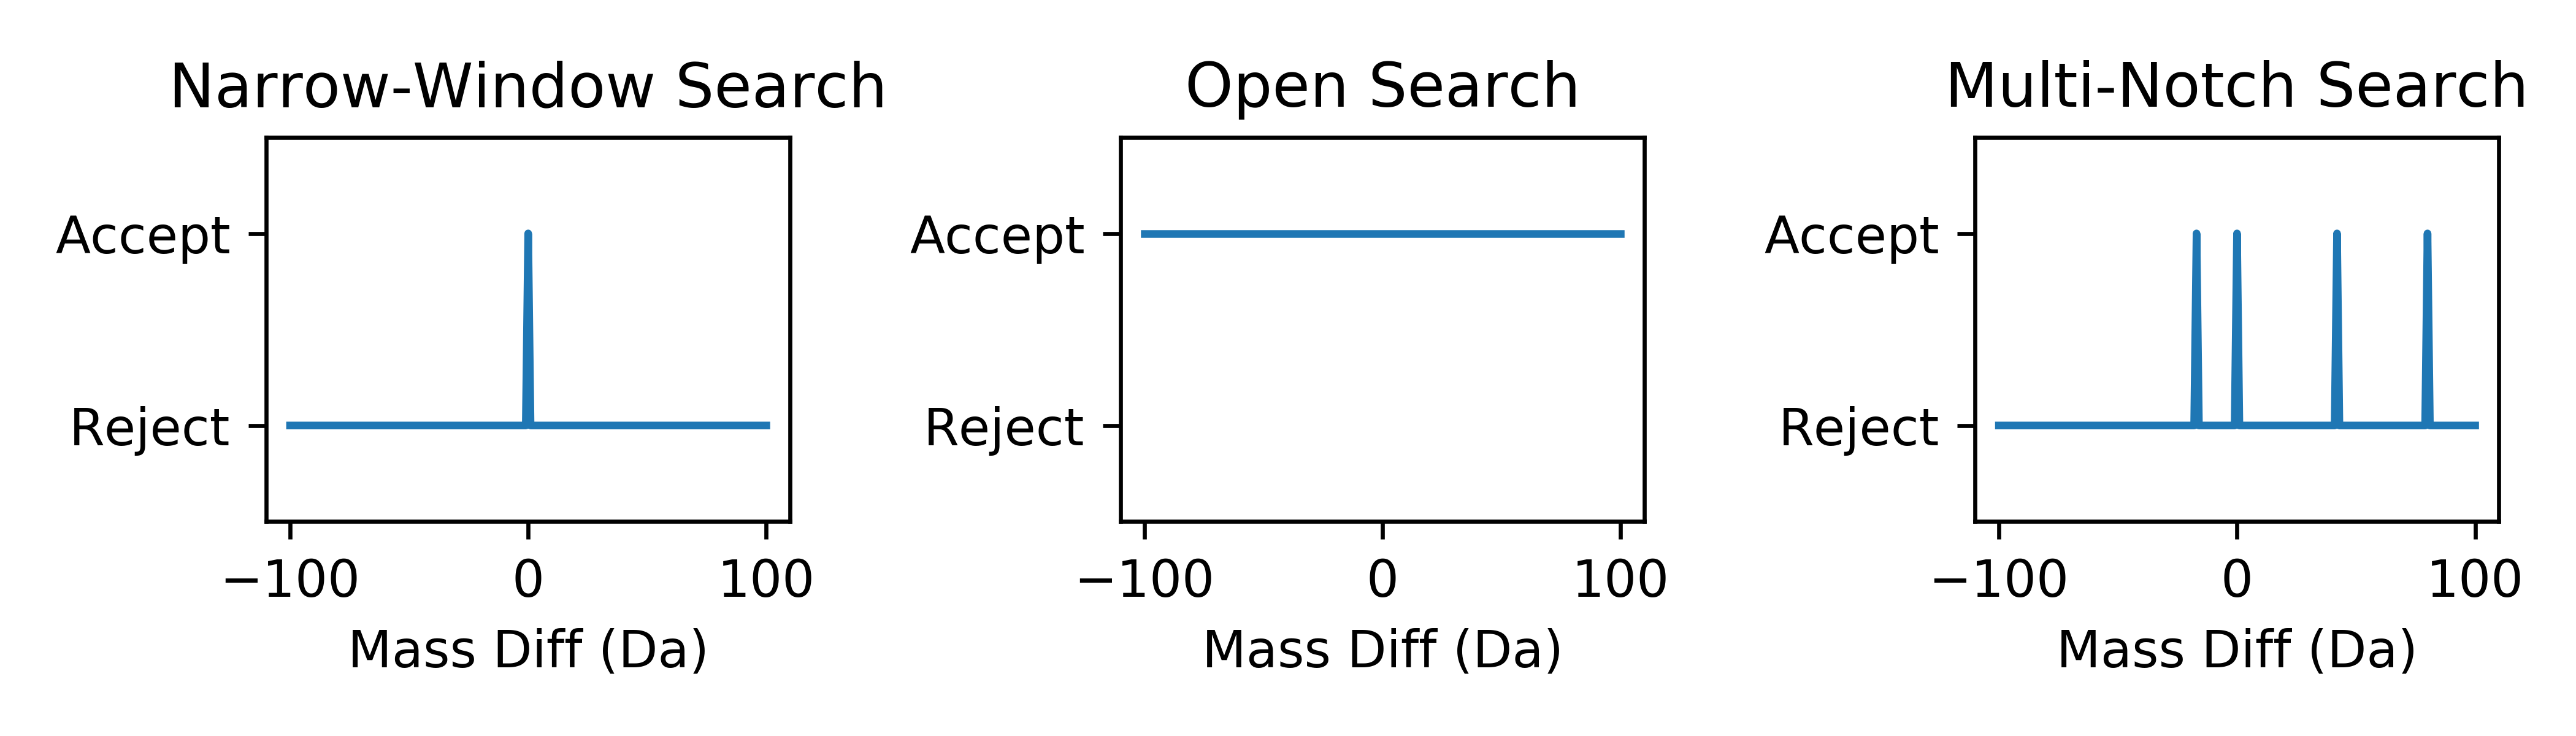 Narrow-Window Search
Accept
Reject
−100 0 100
Mass Diff (Da)
Open Search
Accept
Reject
−100 0 100
Mass Diff (Da)
Multi-Notch Search
Accept
Reject
−100 0 100
Mass Diff (Da)